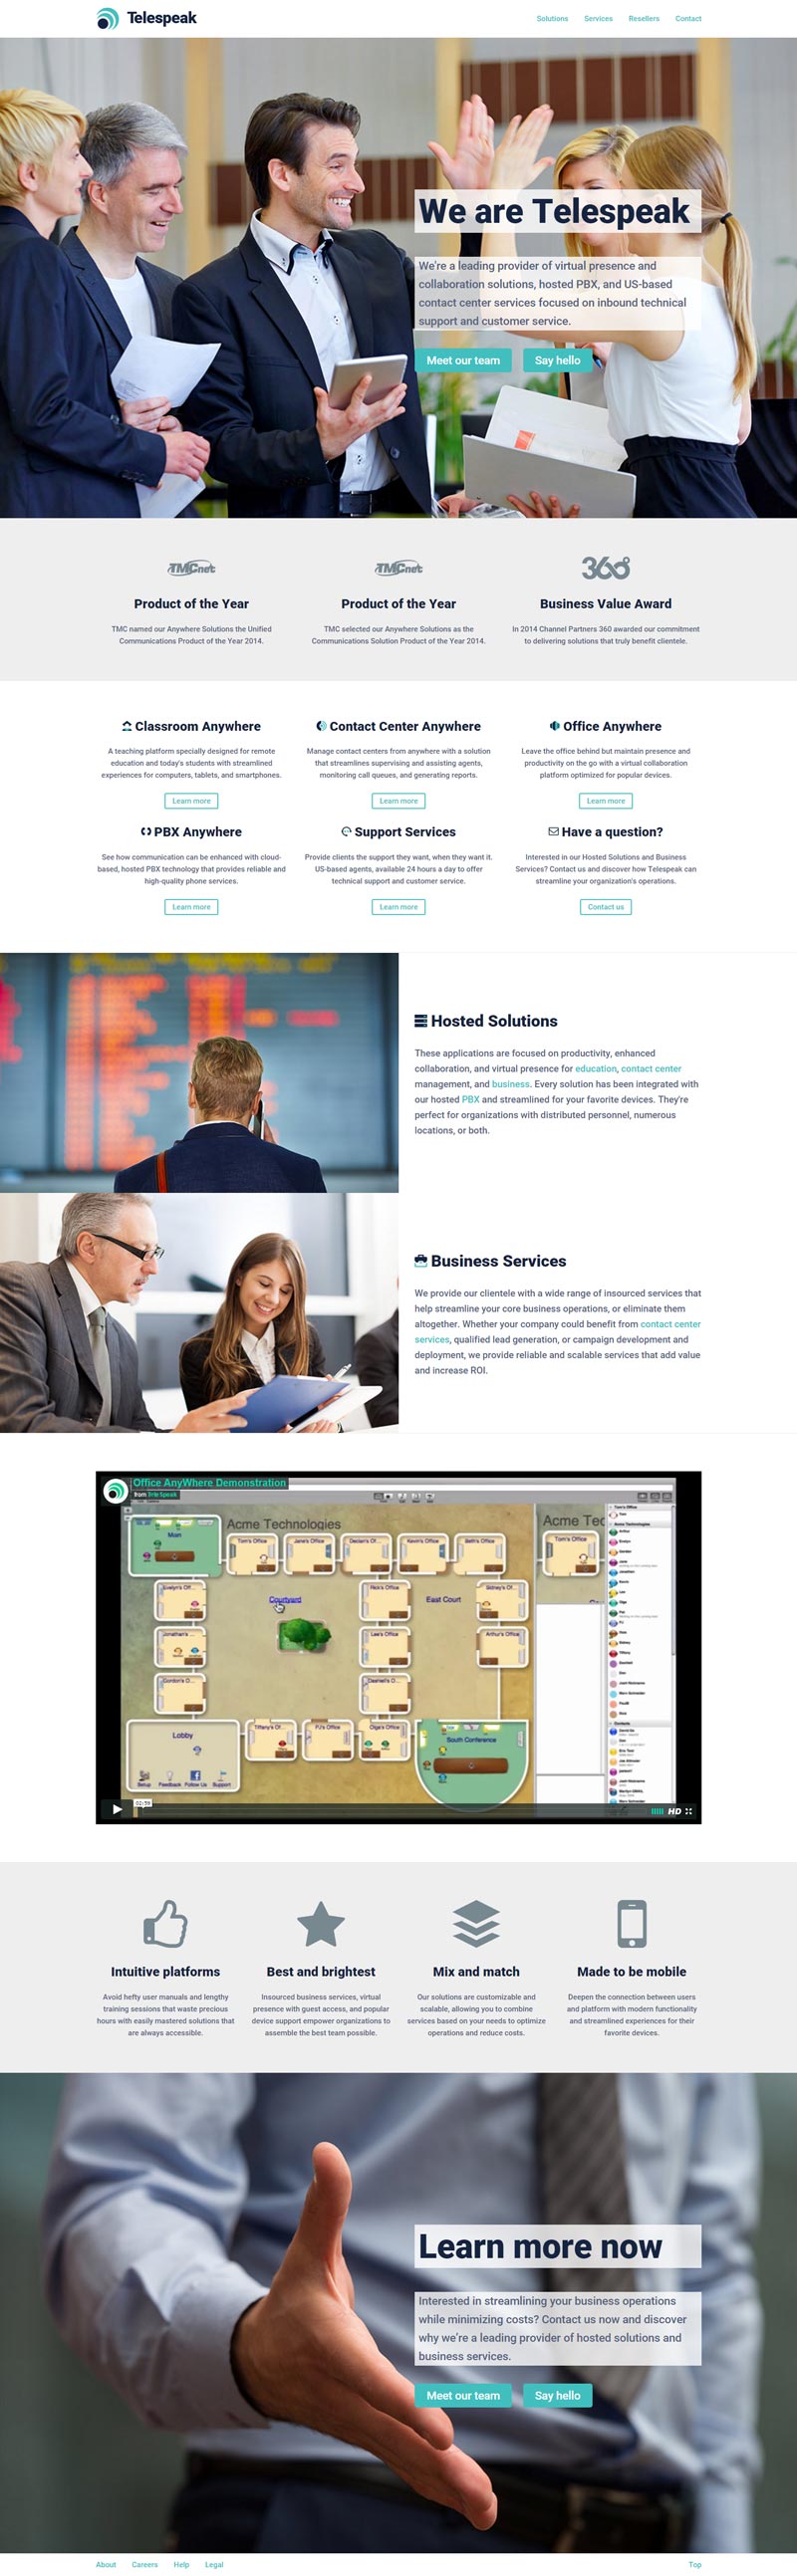 Telespeak
Solutions Services Resellers Contact
We are Telespeak
We're a leading provider of virtual presence and
collaboration solutions, hosted PBX, and US-based
contact center services focused on inbound technical
support and customer service.
Meet our team Say hello
TMCnet
Product of the Year
TMC named our Anywhere Solutions the Unified
Communications Product of the Year 2014.
TMCnet
Product of the Year
TMC selected our Anywhere Solutions as the
Communications Solution Product of the Year 2014.
360
Business Value Award
In 2014 Channel Partners 360 awarded our commitment
to delivering solutions that truly benefit clientele.
Classroom Anywhere
A teaching platform specially designed for remote
education and today's students with streamlined
experiences for computers, tablets, and smartphones.
Learn more
Contact Center Anywhere
Manage contact centers from anywhere with a solution
that streamlines supervising and assisting agents,
monitoring call queues, and generating reports.
Learn more
Office Anywhere
Leave the office behind but maintain presence and
productivity on the go with a virtual collaboration
platform optimized for popular devices.
Learn more
PBX Anywhere
See how communication can be enhanced with cloud-
based, hosted PBX technology that provides reliable and
high-quality phone services.
Learn more
Support Services
Provide clients the support they want, when they want it.
US-based agents, available 24 hours a day to offer
technical support and customer service.
Learn more
Have a question?
Interested in our Hosted Solutions and Business
Services? Contact us and discover how Telespeak can
streamline your organization's operations.
Contact us
Hosted Solutions
These applications are focused on productivity, enhanced
collaboration, and virtual presence for education, contact center
management, and business. Every solution has been integrated with
our hosted PBX and streamlined for your favorite devices. They're
perfect for organizations with distributed personnel, numerous
locations, or both.
Business Services
We provide our clientele with a wide range of insourced services that
help streamline your core business operations, or eliminate them
altogether. Whether your company could benefit from contact center
services, qualified lead generation, or campaign development and
deployment, we provide reliable and scalable services that add value
and increase ROI.
Office AnyWhere Demonstration
from TeleSpeak
Acme Technologies
Acme Tec
Main
Tom's Office
Jane's Office
Declan's Office
Kevin's Office
Beth's Office
Tom's Office
Evelyn's Of...
Courtyard
Rick's Office
East Court
Sidney's Of...
Jonathan's ...
Lee's Office
Arthur's Office
Gordon's O...
Dashiell's O...
Lobby
Tiffany's Of...
PJ's Office
Olga's Office
South Conference
Setup Feedback Follow Us Support
02:59
HD
Intuitive platforms
Avoid hefty user manuals and lengthy
training sessions that waste precious
hours with easily mastered solutions that
are always accessible.
Best and brightest
Insourced business services, virtual
presence with guest access, and popular
device support empower organizations to
assemble the best team possible.
Mix and match
Our solutions are customizable and
scalable, allowing you to combine
services based on your needs to optimize
operations and reduce costs.
Made to be mobile
Deepen the connection between users
and platform with modern functionality
and streamlined experiences for their
favorite devices.
Learn more now
Interested in streamlining your business operations
while minimizing costs? Contact us now and discover
why we're a leading provider of hosted solutions and
business services.
Meet our team Say hello
About Careers Help Legal
Top